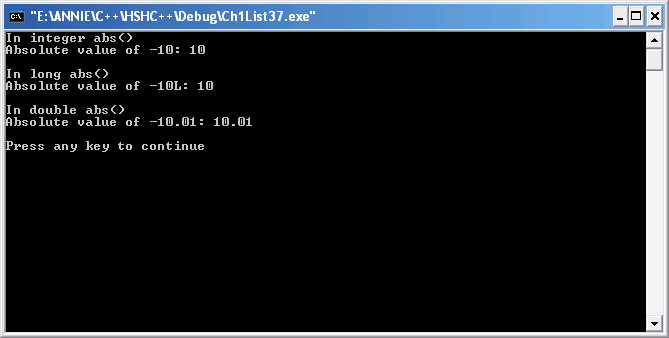 "E:\ANNIE\C++\HSHC++\Debug\Ch1List37.exe"
In integer abs()
Absolute value of -10: 10
In long abs()
Absolute value of -10L: 10
In double abs()
Absolute value of -10.01: 10.01
Press any key to continue